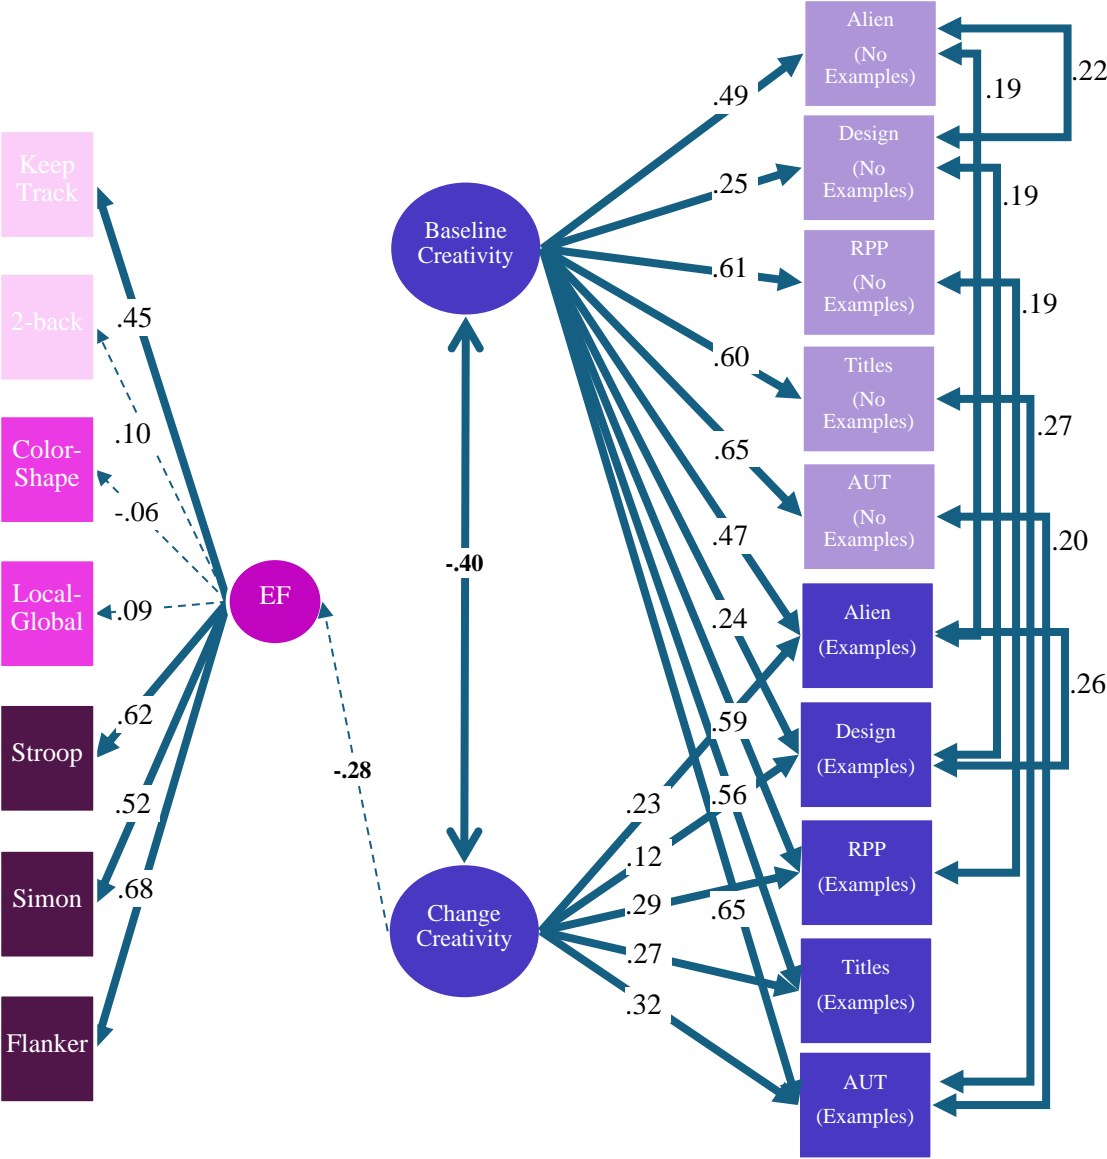 Keep
Track
2-back
Color-
Shape
Local-
Global
Stroop
Simon
Flanker
.45
.10
-.06
.09
.62
.52
.68
EF
-.28
Baseline
Creativity
-.40
Change
Creativity
.49
.25
.61
.60
.65
.47
.24
.59
.56
.65
.23
.12
.29
.27
.32
Alien
(No
Examples)
Design
(No
Examples)
RPP
(No
Examples)
Titles
(No
Examples)
AUT
(No
Examples)
Alien
(Examples)
Design
(Examples)
RPP
(Examples)
Titles
(Examples)
AUT
(Examples)
.22
.19
.19
.19
.27
.20
.26